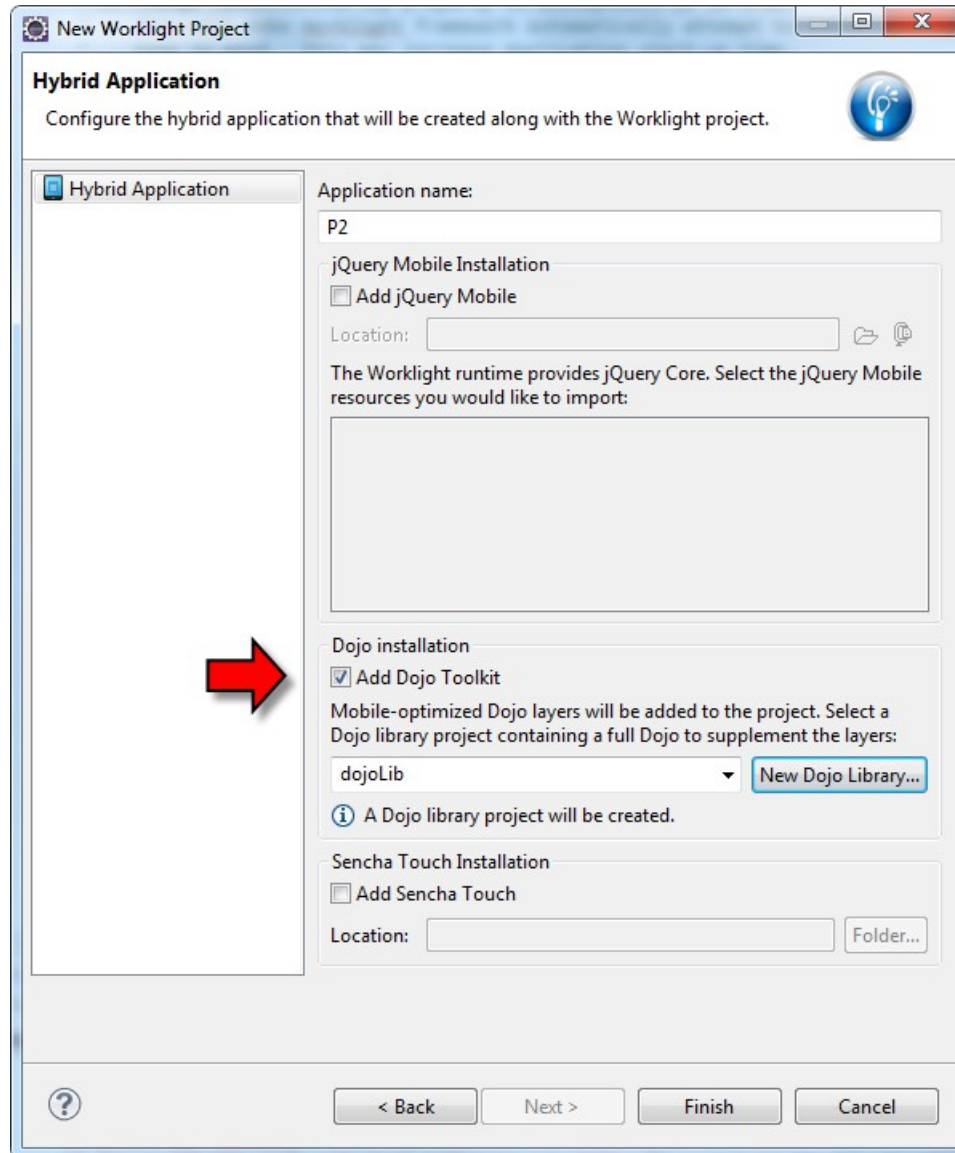 New Worklight Project
Hybrid Application
Configure the hybrid application that will be created along with the Worklight project.
Hybrid Application
Application name:
P2
jQuery Mobile Installation
Add jQuery Mobile
Location:
The Worklight runtime provides jQuery Core. Select the jQuery Mobile
resources you would like to import:
Dojo installation
Add Dojo Toolkit
Mobile-optimized Dojo layers will be added to the project. Select a
Dojo library project containing a full Dojo to supplement the layers:
dojoLib
New Dojo Library...
A Dojo library project will be created.
Sencha Touch Installation
Add Sencha Touch
Location:
Folder...
?
< Back
Next >
Finish
Cancel